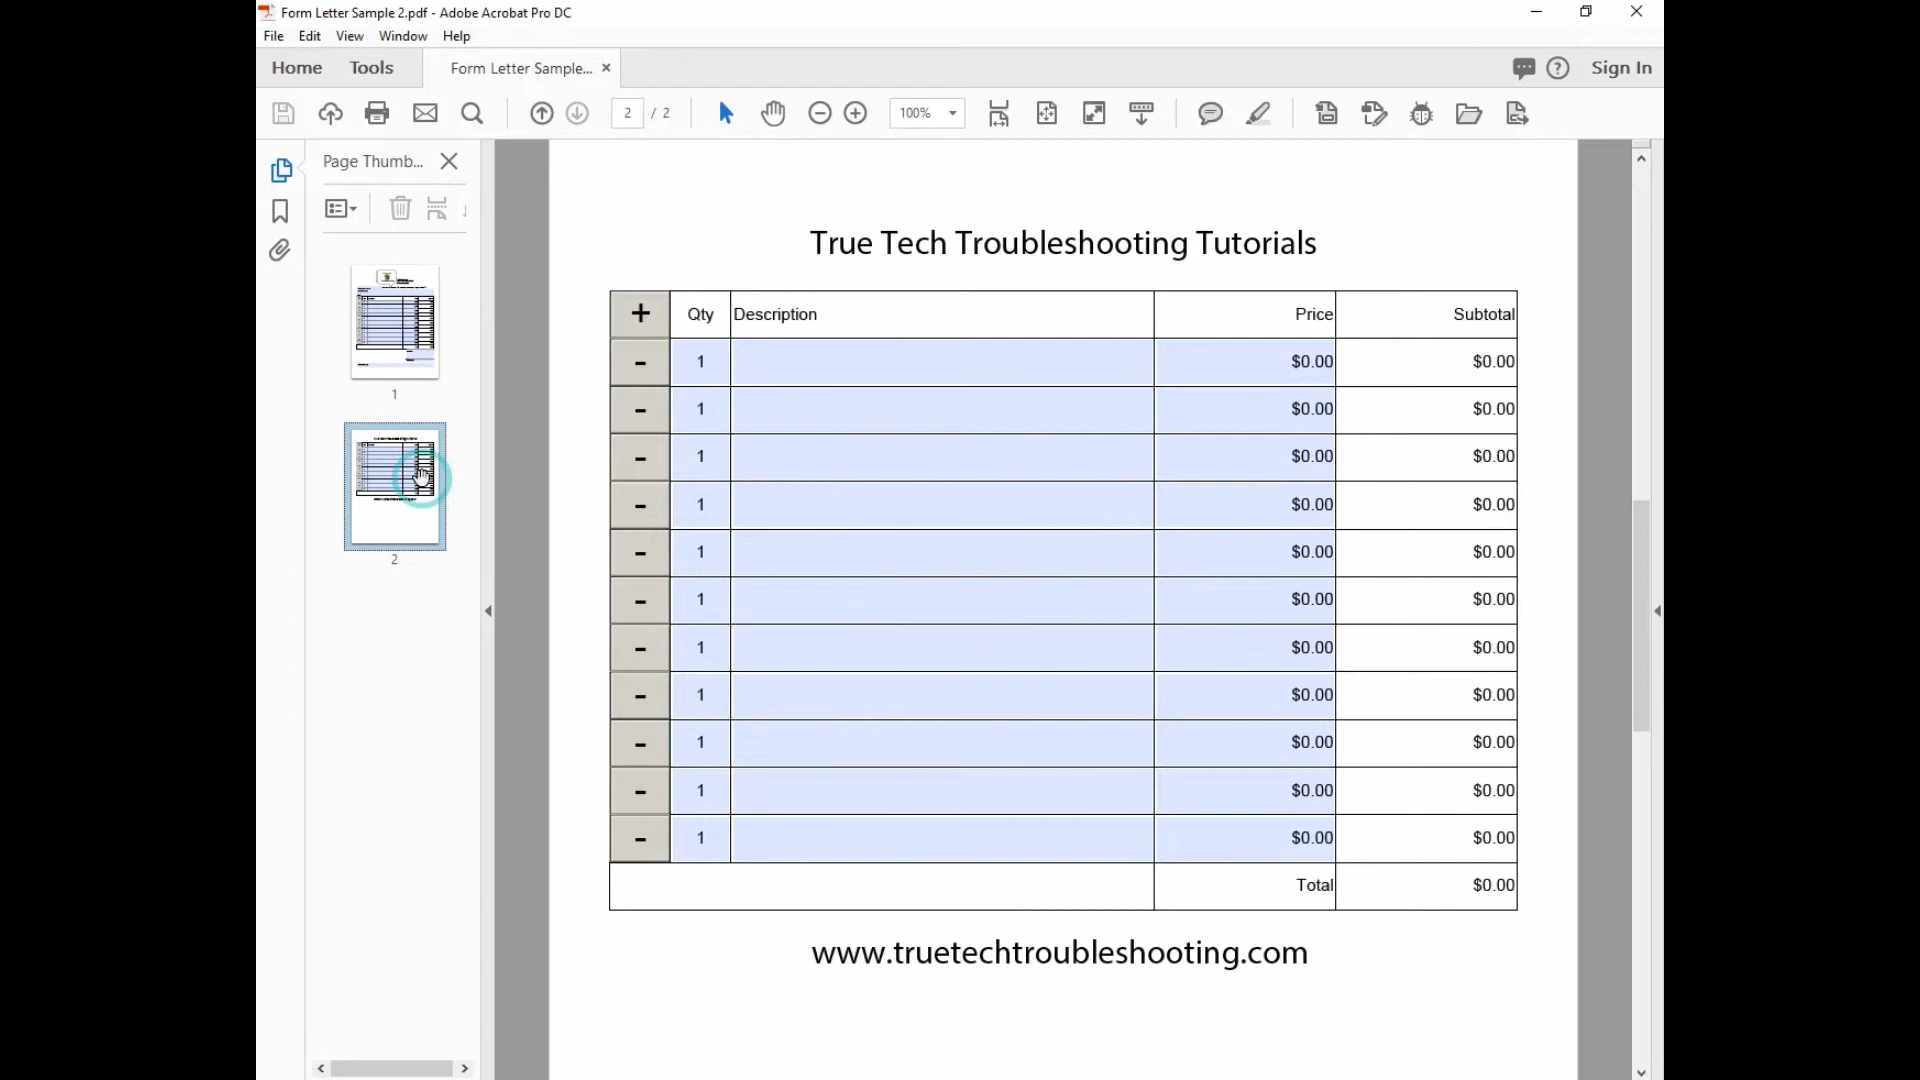 Form Letter Sample 2.pdf - Adobe Acrobat Pro DC
File Edit View Window Help
Home Tools Form Letter Sample... × Sign In
2 / 2 100%
Page Thumb...
1
2
True Tech Troubleshooting Tutorials
+ Qty Description Price Subtotal
- 1 $0.00 $0.00
- 1 $0.00 $0.00
- 1 $0.00 $0.00
- 1 $0.00 $0.00
- 1 $0.00 $0.00
- 1 $0.00 $0.00
- 1 $0.00 $0.00
- 1 $0.00 $0.00
- 1 $0.00 $0.00
- 1 $0.00 $0.00
- 1 $0.00 $0.00
Total $0.00
www.truetechtroubleshooting.com